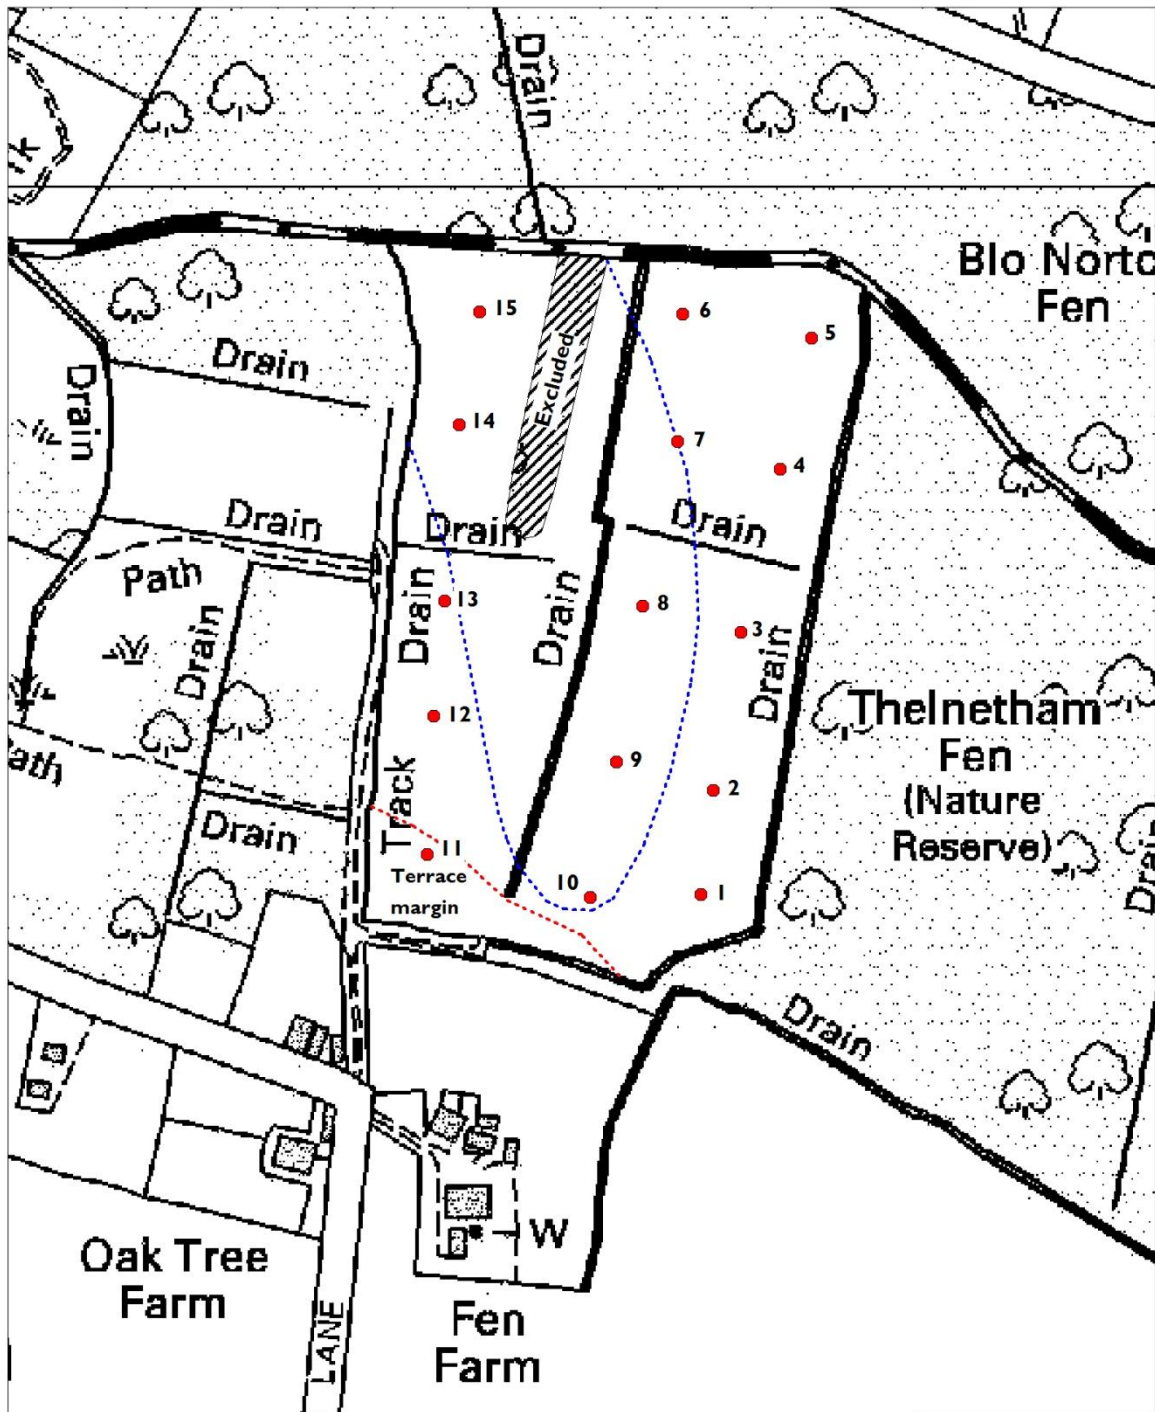 Drain
Blo Norto
Fen
15
6
5
Excluded
Drain
Drain
14
7
4
Drain
Drain
Drain
Path
Drain
Drain
Drain
13
8
3
Drain
12
Thelnetham
Fen
(Nature
Reserve)
ath
9
2
Track
Drain
11
Terrace
margin
10
1
Drain
Drain
W
Oak Tree
Farm
Fen
Farm
LANE